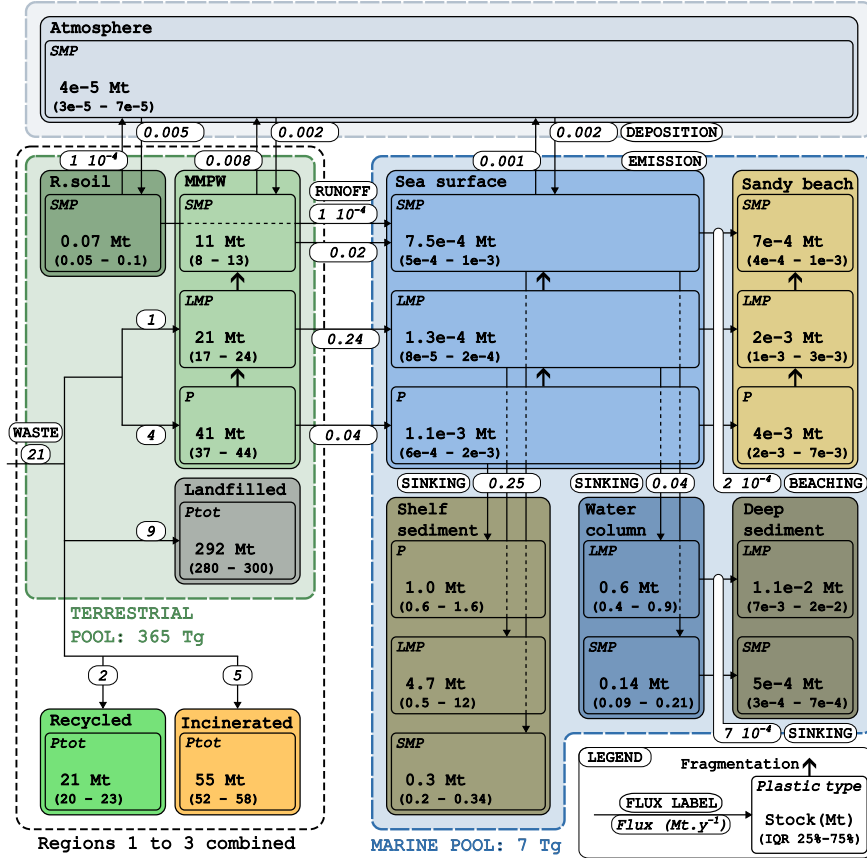 Atmosphere
SMP
4e-5 Mt
(3e-5 - 7e-5)
0.005
0.002
0.002
DEPOSITION
1 10⁻⁴
0.008
0.001
EMISSION
R.soil
SMP
0.07 Mt
(0.05 - 0.1)
MMPW
SMP
11 Mt
(8 - 13)
LMP
21 Mt
(17 - 24)
P
41 Mt
(37 - 44)
RUNOFF
1 10⁻⁴
0.02
0.24
0.04
Sea surface
SMP
7.5e-4 Mt
(5e-4 - 1e-3)
LMP
1.3e-4 Mt
(8e-5 - 2e-4)
P
1.1e-3 Mt
(6e-4 - 2e-3)
Sandy beach
SMP
7e-4 Mt
(4e-4 - 1e-3)
LMP
2e-3 Mt
(1e-3 - 3e-3)
P
4e-3 Mt
(2e-3 - 7e-3)
1
4
WASTE
21
9
Landfilled
Ptot
292 Mt
(280 - 300)
TERRESTRIAL
POOL: 365 Tg
2
5
Recycled
Ptot
21 Mt
(20 - 23)
Incinerated
Ptot
55 Mt
(52 - 58)
Regions 1 to 3 combined
SINKING
0.25
SINKING
0.04
2 10⁻⁴
BEACHING
Shelf
sediment
P
1.0 Mt
(0.6 - 1.6)
LMP
4.7 Mt
(0.5 - 12)
SMP
0.3 Mt
(0.2 - 0.34)
Water
column
LMP
0.6 Mt
(0.4 - 0.9)
SMP
0.14 Mt
(0.09 - 0.21)
Deep
sediment
LMP
1.1e-2 Mt
(7e-3 - 2e-2)
SMP
5e-4 Mt
(3e-4 - 7e-4)
7 10⁻⁴
SINKING
MARINE POOL: 7 Tg
LEGEND
Fragmentation
Plastic type
Stock(Mt)
(IQR 25%-75%)
FLUX LABEL
Flux (Mt.y⁻¹)